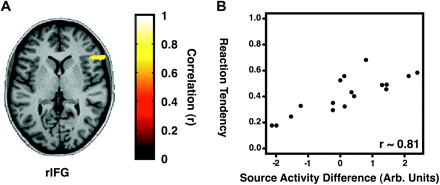 A
B
1
0.8
0.6
0.4
0.2
0
Correlation (r)
rIFG
Reaction Tendency
1.0
0.8
0.6
0.4
0.2
0.0
r ~ 0.81
-2 -1 0 1 2
Source Activity Difference (Arb. Units)